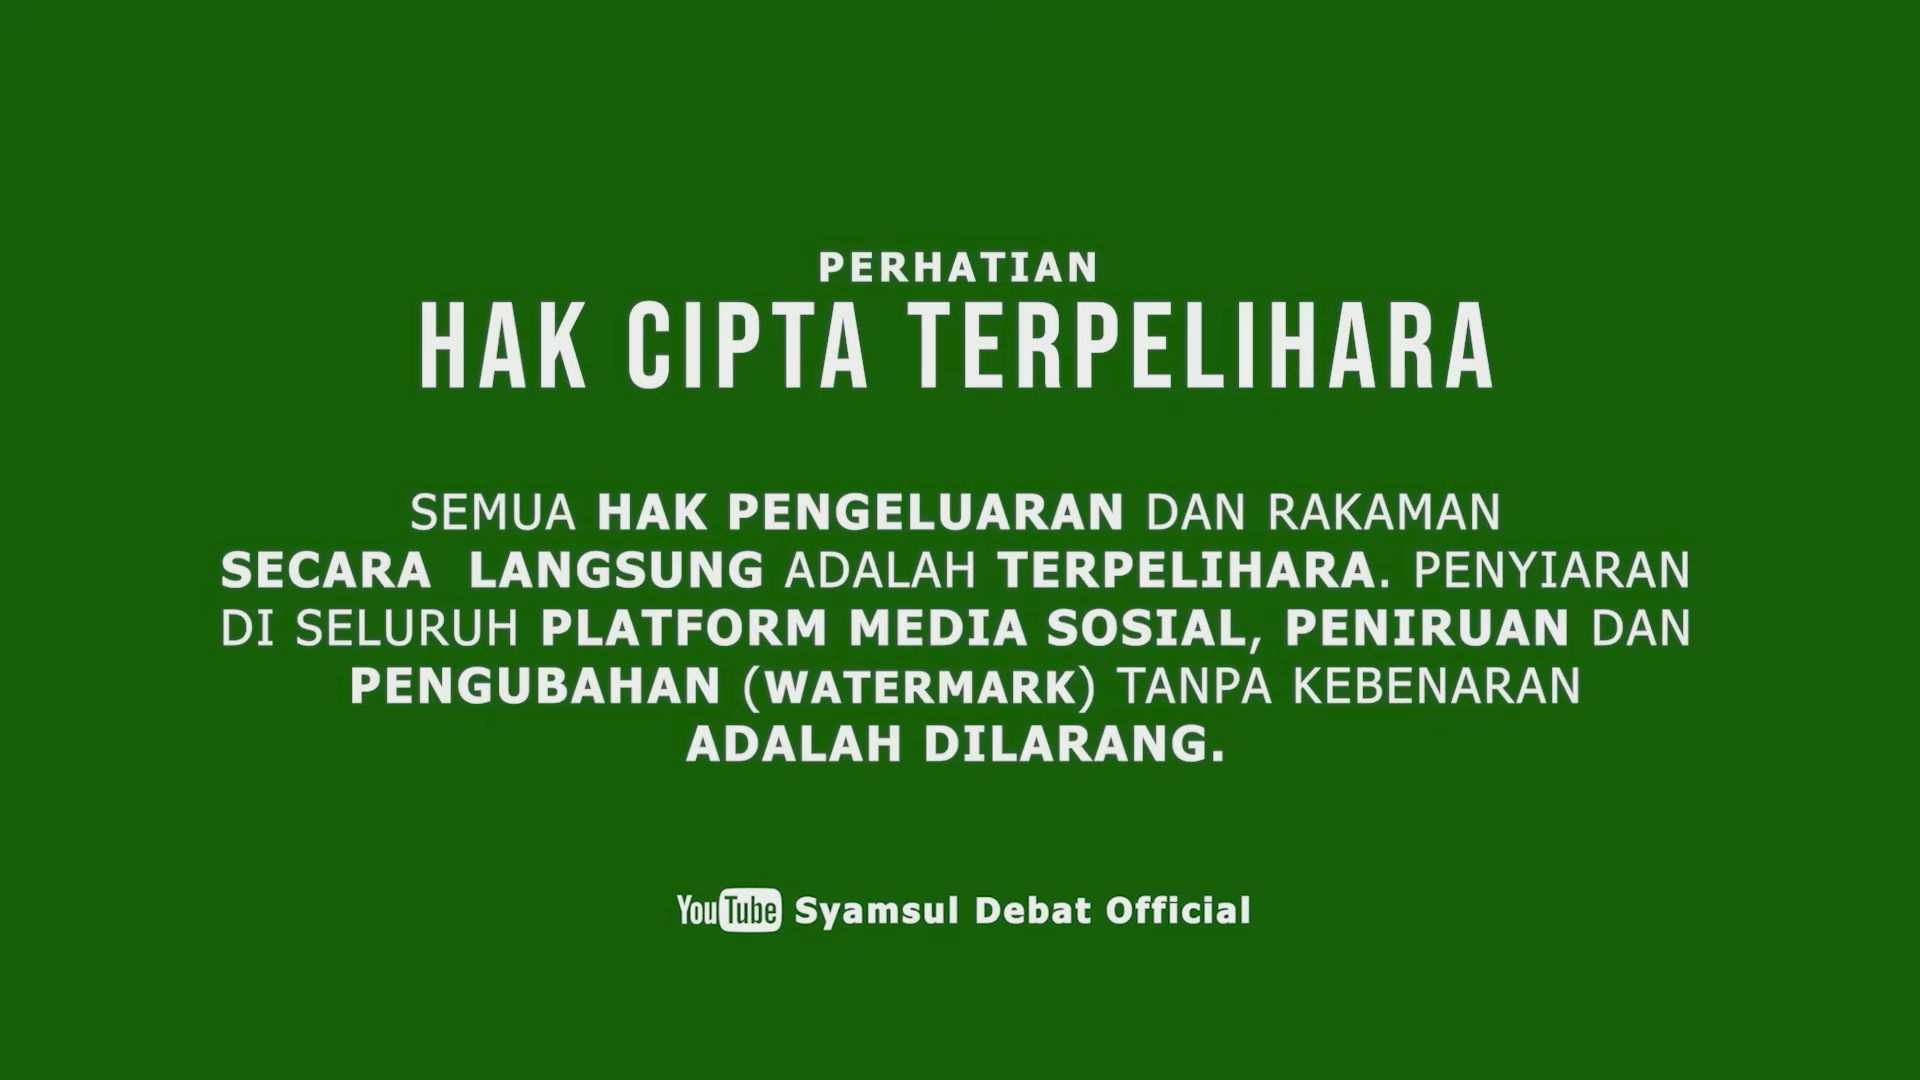 PERHATIAN
HAK CIPTA TERPELIHARA
SEMUA HAK PENGELUARAN DAN RAKAMAN
SECARA LANGSUNG ADALAH TERPELIHARA. PENYIARAN
DI SELURUH PLATFORM MEDIA SOSIAL, PENIRUAN DAN
PENGUBAHAN (WATERMARK) TANPA KEBENARAN
ADALAH DILARANG.
YouTube Syamsul Debat Official